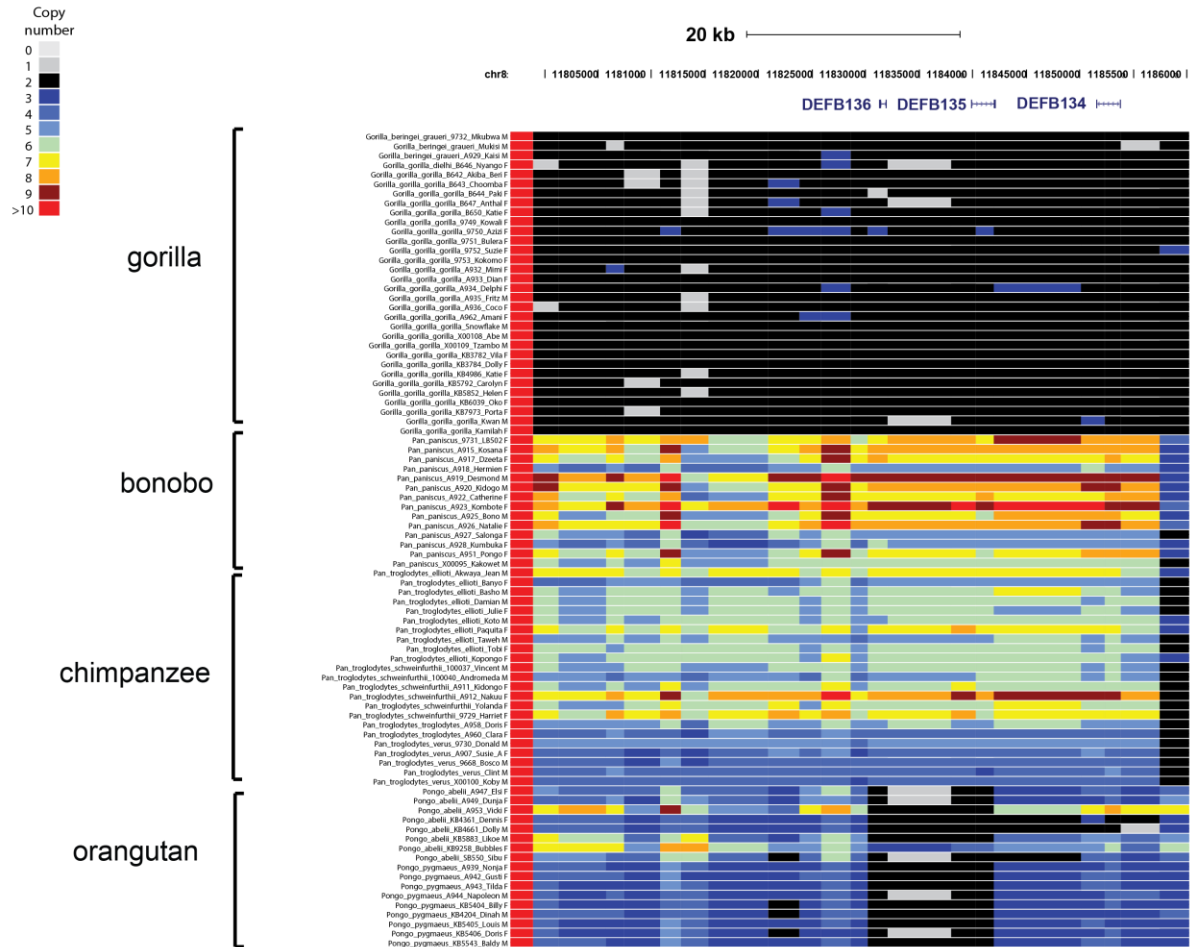 Copy
number
0
1
2
3
4
5
6
7
8
9
>10
20 kb
chr8: 11805000 1181000 11815000 1182000 11825000 11830000 11835000 1184000 11845000 11850000 1185500 1186000
DEFB136 DEFB135 DEFB134
gorilla
bonobo
chimpanzee
orangutan
Gorilla_beringei_graueri_9732_Mkubwa M
Gorilla_beringei_graueri_Mukisi M
Gorilla_beringei_graueri_A929_Kaisi M
Gorilla_gorilla_dielhi_B646_Nyango F
Gorilla_gorilla_gorilla_B642_Akiba_Beri F
Gorilla_gorilla_gorilla_B643_Choomba F
Gorilla_gorilla_gorilla_B644_Paki F
Gorilla_gorilla_gorilla_B647_Anthal F
Gorilla_gorilla_gorilla_B650_Katie F
Gorilla_gorilla_gorilla_9749_Kowali F
Gorilla_gorilla_gorilla_9750_Azizi F
Gorilla_gorilla_gorilla_9751_Bulera F
Gorilla_gorilla_gorilla_9752_Suzie F
Gorilla_gorilla_gorilla_9753_Kokomo F
Gorilla_gorilla_gorilla_A932_Mimi F
Gorilla_gorilla_gorilla_A933_Dian F
Gorilla_gorilla_gorilla_A934_Delphi F
Gorilla_gorilla_gorilla_A935_Fritz M
Gorilla_gorilla_gorilla_A936_Coco F
Gorilla_gorilla_gorilla_A962_Amani F
Gorilla_gorilla_gorilla_Snowflake M
Gorilla_gorilla_gorilla_X00108_Abe M
Gorilla_gorilla_gorilla_X00109_Tzambo M
Gorilla_gorilla_gorilla_KB3782_Vila F
Gorilla_gorilla_gorilla_KB3784_Dolly F
Gorilla_gorilla_gorilla_KB4986_Katie F
Gorilla_gorilla_gorilla_KB5792_Carolyn F
Gorilla_gorilla_gorilla_KB5852_Helen F
Gorilla_gorilla_gorilla_KB6039_Oko F
Gorilla_gorilla_gorilla_KB7973_Porta F
Gorilla_gorilla_gorilla_Kwan M
Gorilla_gorilla_gorilla_Kamilah F
Pan_paniscus_9731_LB502 F
Pan_paniscus_A915_Kosana F
Pan_paniscus_A917_Dzeeta F
Pan_paniscus_A918_Hermien F
Pan_paniscus_A919_Desmond M
Pan_paniscus_A920_Kidogo M
Pan_paniscus_A922_Catherine F
Pan_paniscus_A923_Kombote F
Pan_paniscus_A925_Bono M
Pan_paniscus_A926_Natalie F
Pan_paniscus_A927_Salonga F
Pan_paniscus_A928_Kumbuka F
Pan_paniscus_A951_Pongo F
Pan_paniscus_X00095_Kakowet M
Pan_troglodytes_ellioti_Akwaya_Jean M
Pan_troglodytes_ellioti_Banyo F
Pan_troglodytes_ellioti_Basho M
Pan_troglodytes_ellioti_Damian M
Pan_troglodytes_ellioti_Julie F
Pan_troglodytes_ellioti_Koto M
Pan_troglodytes_ellioti_Paquita F
Pan_troglodytes_ellioti_Taweh M
Pan_troglodytes_ellioti_Tobi F
Pan_troglodytes_ellioti_Kopongo F
Pan_troglodytes_schweinfurthii_100037_Vincent M
Pan_troglodytes_schweinfurthii_100040_Andromeda M
Pan_troglodytes_schweinfurthii_A911_Kidongo F
Pan_troglodytes_schweinfurthii_A912_Nakuu F
Pan_troglodytes_schweinfurthii_Yolanda F
Pan_troglodytes_schweinfurthii_9729_Harriet F
Pan_troglodytes_troglodytes_A958_Doris F
Pan_troglodytes_troglodytes_A960_Clara F
Pan_troglodytes_verus_9730_Donald M
Pan_troglodytes_verus_A907_Susie_A F
Pan_troglodytes_verus_9668_Bosco M
Pan_troglodytes_verus_Clint M
Pan_troglodytes_verus_X00100_Koby M
Pongo_abelii_A947_Elsi F
Pongo_abelii_A949_Dunja F
Pongo_abelii_A953_Vicki F
Pongo_abelii_KB4361_Dennis F
Pongo_abelii_KB4661_Dolly M
Pongo_abelii_KB5883_Likoe M
Pongo_abelii_KB9258_Bubbles F
Pongo_abelii_SB550_Sibu F
Pongo_pygmaeus_A939_Nonja F
Pongo_pygmaeus_A942_Gusti F
Pongo_pygmaeus_A943_Tilda F
Pongo_pygmaeus_A944_Napoleon M
Pongo_pygmaeus_KB5404_Billy F
Pongo_pygmaeus_KB4204_Dinah M
Pongo_pygmaeus_KB5405_Louis M
Pongo_pygmaeus_KB5406_Doris F
Pongo_pygmaeus_KB5543_Baldy M